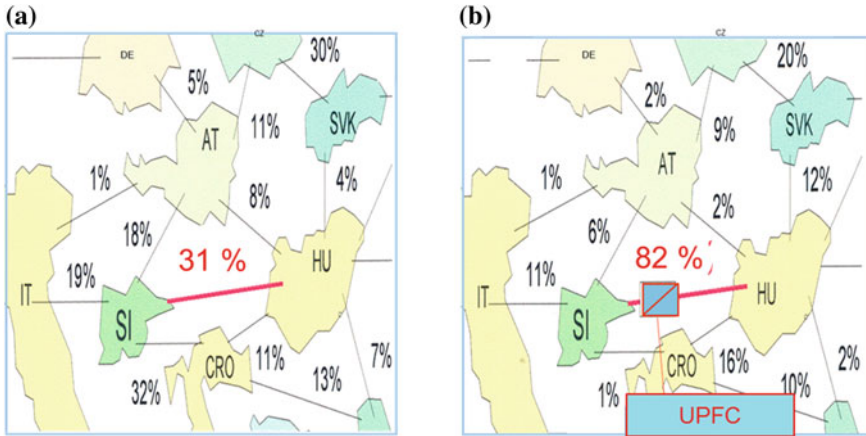 (a)
DE
CZ
30%
5%
SVK
AT
11%
1%
8%
4%
18%
31 %
19%
HU
IT
SI
CRO
11%
7%
32%
13%
(b)
CZ
DE
20%
2%
SVK
9%
AT
1%
12%
2%
6%
82 %
11%
HU
IT
SI
CRO
16%
2%
1%
10%
UPFC